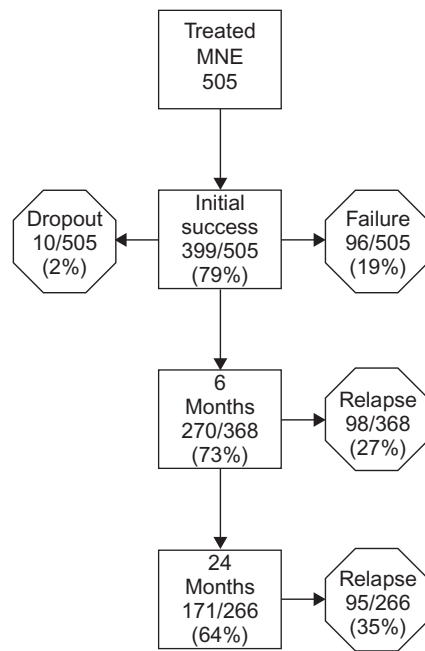 Treated
MNE
505
Dropout
10/505
(2%)
Initial
success
399/505
(79%)
Failure
96/505
(19%)
6
Months
270/368
(73%)
Relapse
98/368
(27%)
24
Months
171/266
(64%)
Relapse
95/266
(35%)